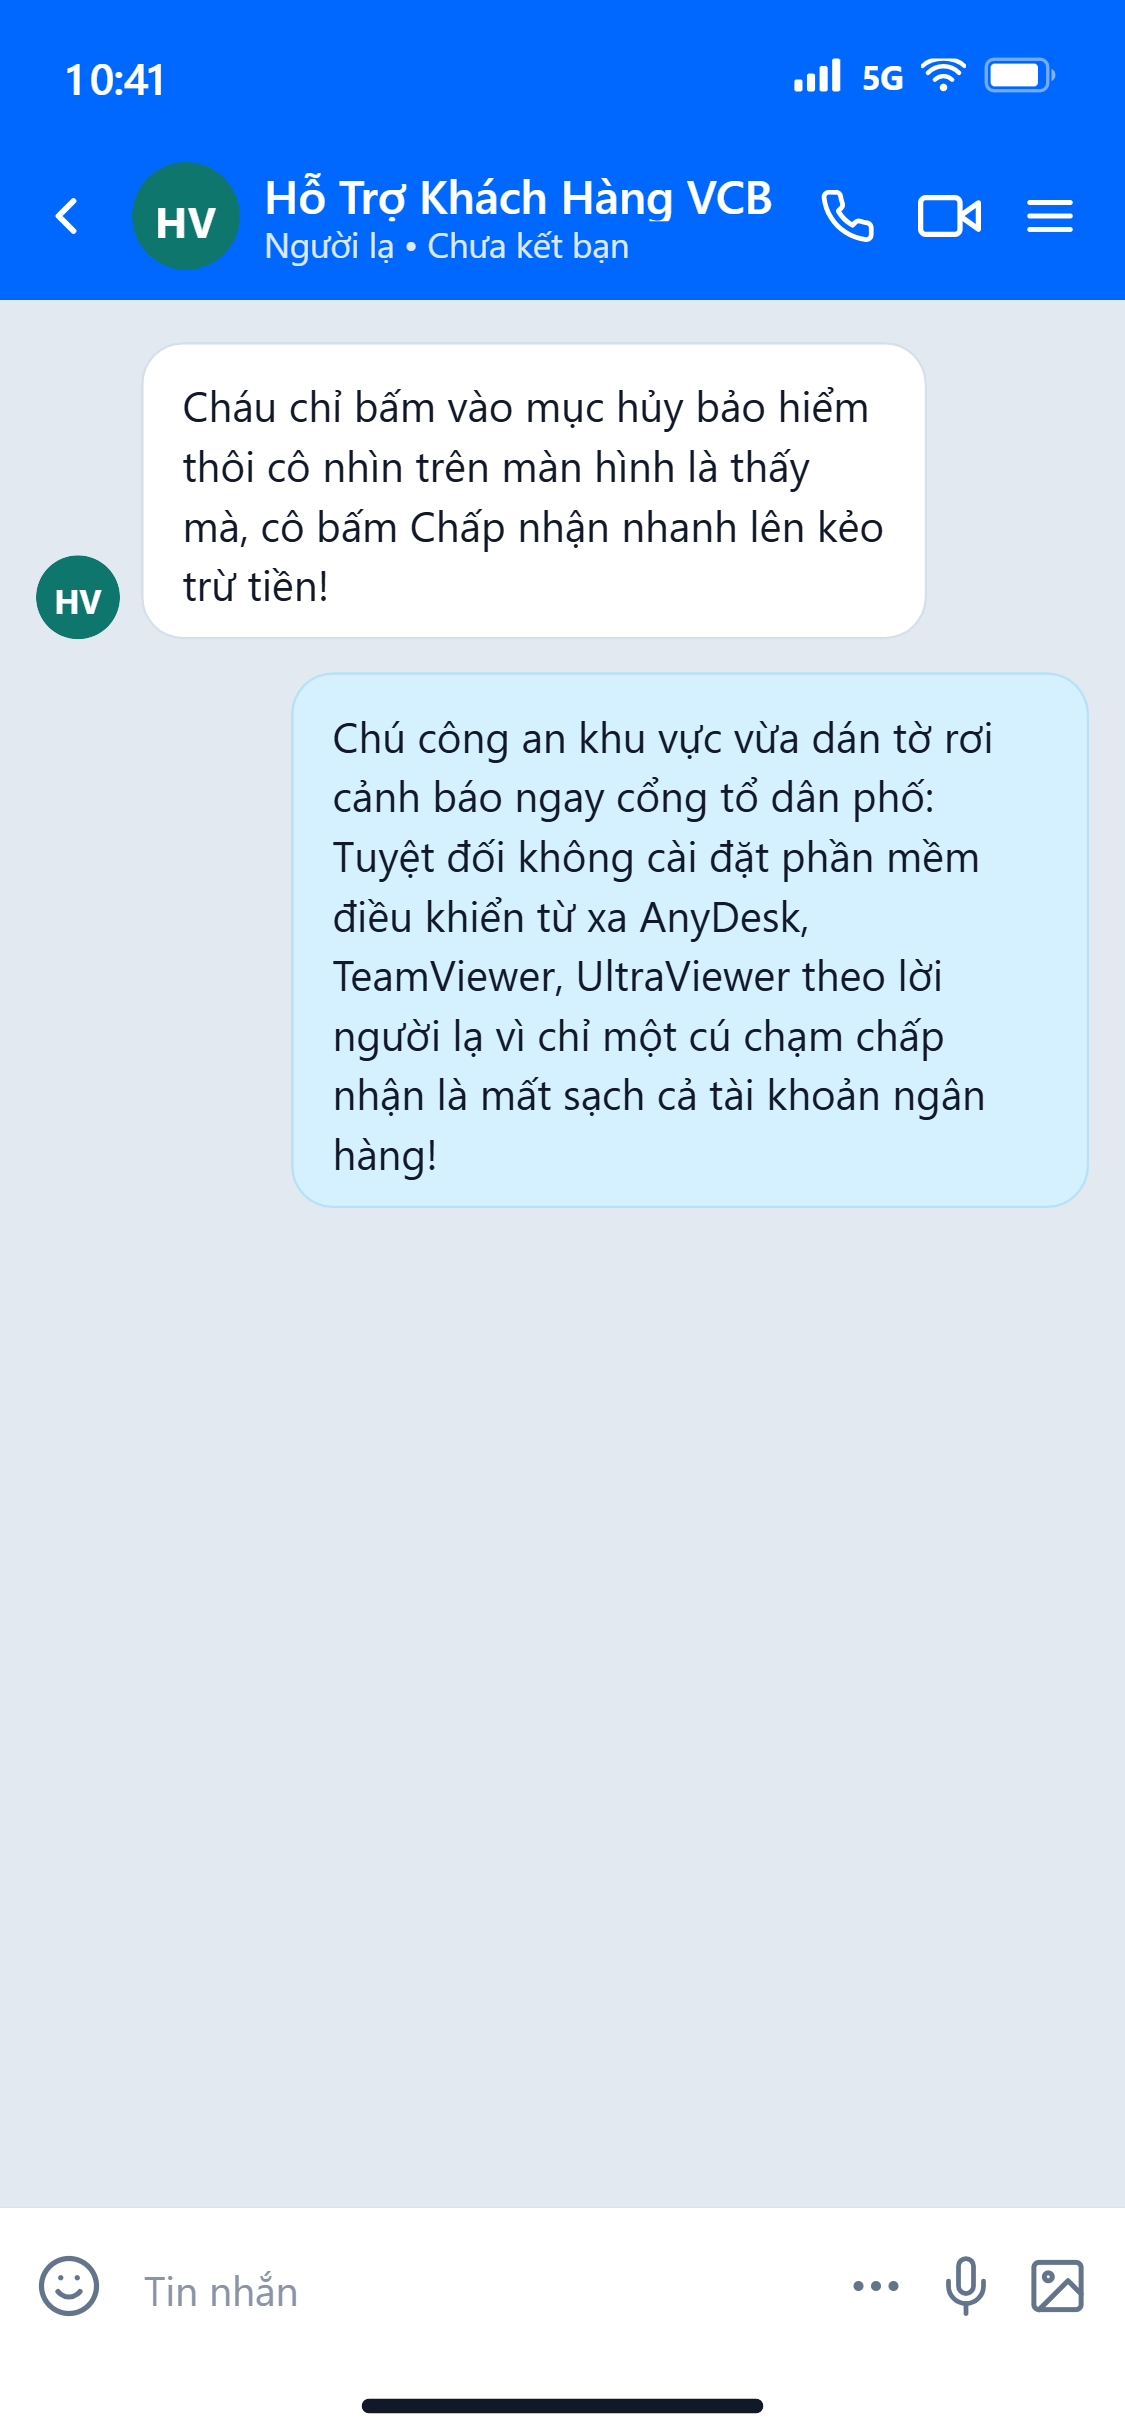 10:41
5G
HV
Hỗ Trợ Khách Hàng VCB
Người lạ • Chưa kết bạn
Cháu chỉ bấm vào mục hủy bảo hiểm
thôi cô nhìn trên màn hình là thấy
mà, cô bấm Chấp nhận nhanh lên kẻo
trừ tiền!
HV
Chú công an khu vực vừa dán tờ rơi
cảnh báo ngay cổng tổ dân phố:
Tuyệt đối không cài đặt phần mềm
điều khiển từ xa AnyDesk,
TeamViewer, UltraViewer theo lời
người lạ vì chỉ một cú chạm chấp
nhận là mất sạch cả tài khoản ngân
hàng!
Tin nhắn